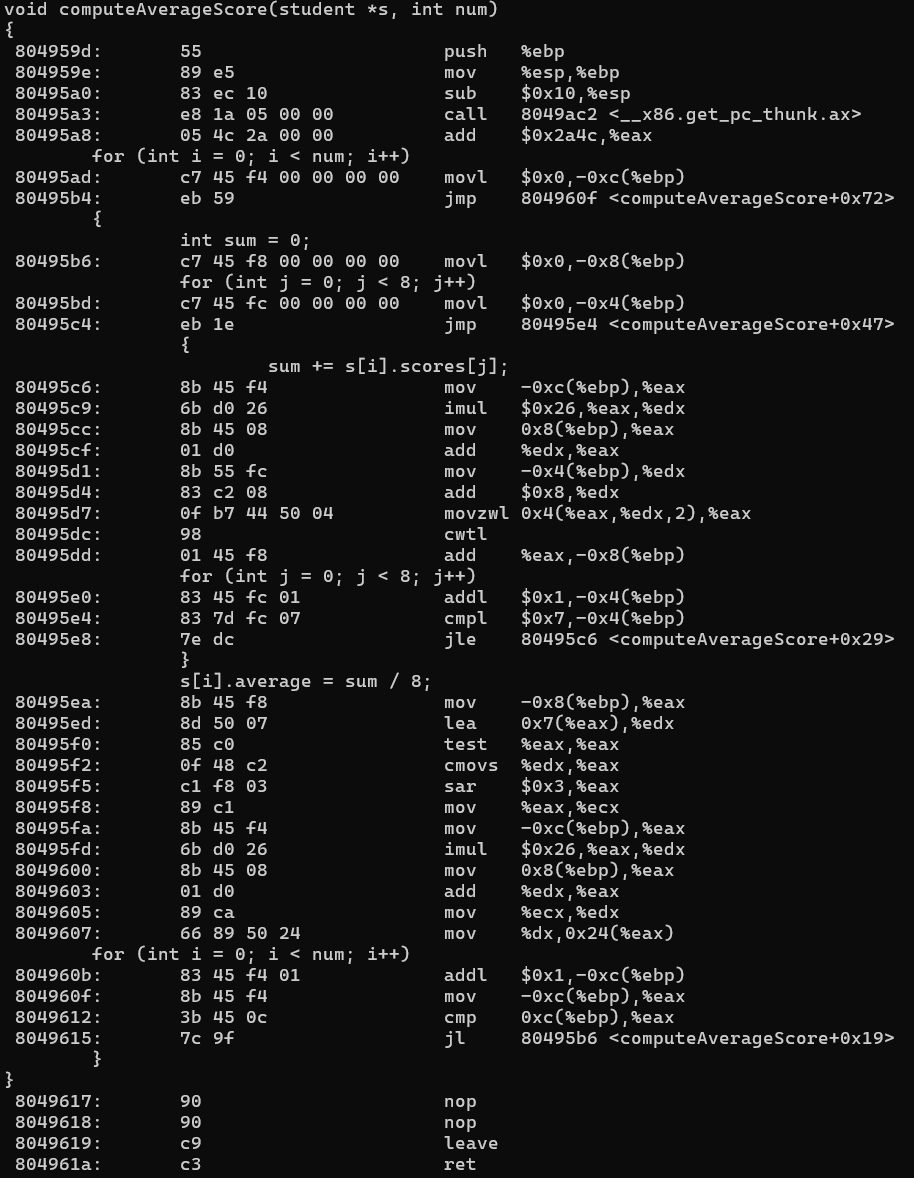 void computeAverageScore(student *s, int num)
{
 804959d:	55                   	push   %ebp
 804959e:	89 e5                	mov    %esp,%ebp
 80495a0:	83 ec 10             	sub    $0x10,%esp
 80495a3:	e8 1a 05 00 00       	call   8049ac2 <__x86.get_pc_thunk.ax>
 80495a8:	05 4c 2a 00 00       	add    $0x2a4c,%eax
	for (int i = 0; i < num; i++)
 80495ad:	c7 45 f4 00 00 00 00 	movl   $0x0,-0xc(%ebp)
 80495b4:	eb 59                	jmp    804960f <computeAverageScore+0x72>
	{
		int sum = 0;
 80495b6:	c7 45 f8 00 00 00 00 	movl   $0x0,-0x8(%ebp)
		for (int j = 0; j < 8; j++)
 80495bd:	c7 45 fc 00 00 00 00 	movl   $0x0,-0x4(%ebp)
 80495c4:	eb 1e                	jmp    80495e4 <computeAverageScore+0x47>
		{
			sum += s[i].scores[j];
 80495c6:	8b 45 f4             	mov    -0xc(%ebp),%eax
 80495c9:	6b d0 26             	imul   $0x26,%eax,%edx
 80495cc:	8b 45 08             	mov    0x8(%ebp),%eax
 80495cf:	01 d0                	add    %edx,%eax
 80495d1:	8b 55 fc             	mov    -0x4(%ebp),%edx
 80495d4:	83 c2 08             	add    $0x8,%edx
 80495d7:	0f b7 44 50 04       	movzwl 0x4(%eax,%edx,2),%eax
 80495dc:	98                   	cwtl
 80495dd:	01 45 f8             	add    %eax,-0x8(%ebp)
		for (int j = 0; j < 8; j++)
 80495e0:	83 45 fc 01          	addl   $0x1,-0x4(%ebp)
 80495e4:	83 7d fc 07          	cmpl   $0x7,-0x4(%ebp)
 80495e8:	7e dc                	jle    80495c6 <computeAverageScore+0x29>
		}
		s[i].average = sum / 8;
 80495ea:	8b 45 f8             	mov    -0x8(%ebp),%eax
 80495ed:	8d 50 07             	lea    0x7(%eax),%edx
 80495f0:	85 c0                	test   %eax,%eax
 80495f2:	0f 48 c2             	cmovs  %edx,%eax
 80495f5:	c1 f8 03             	sar    $0x3,%eax
 80495f8:	89 c1                	mov    %eax,%ecx
 80495fa:	8b 45 f4             	mov    -0xc(%ebp),%eax
 80495fd:	6b d0 26             	imul   $0x26,%eax,%edx
 8049600:	8b 45 08             	mov    0x8(%ebp),%eax
 8049603:	01 d0                	add    %edx,%eax
 8049605:	89 ca                	mov    %ecx,%edx
 8049607:	66 89 50 24          	mov    %dx,0x24(%eax)
	for (int i = 0; i < num; i++)
 804960b:	83 45 f4 01          	addl   $0x1,-0xc(%ebp)
 804960f:	8b 45 f4             	mov    -0xc(%ebp),%eax
 8049612:	3b 45 0c             	cmp    0xc(%ebp),%eax
 8049615:	7c 9f                	jl     80495b6 <computeAverageScore+0x19>
	}
}
 8049617:	90                   	nop
 8049618:	90                   	nop
 8049619:	c9                   	leave
 804961a:	c3                   	ret